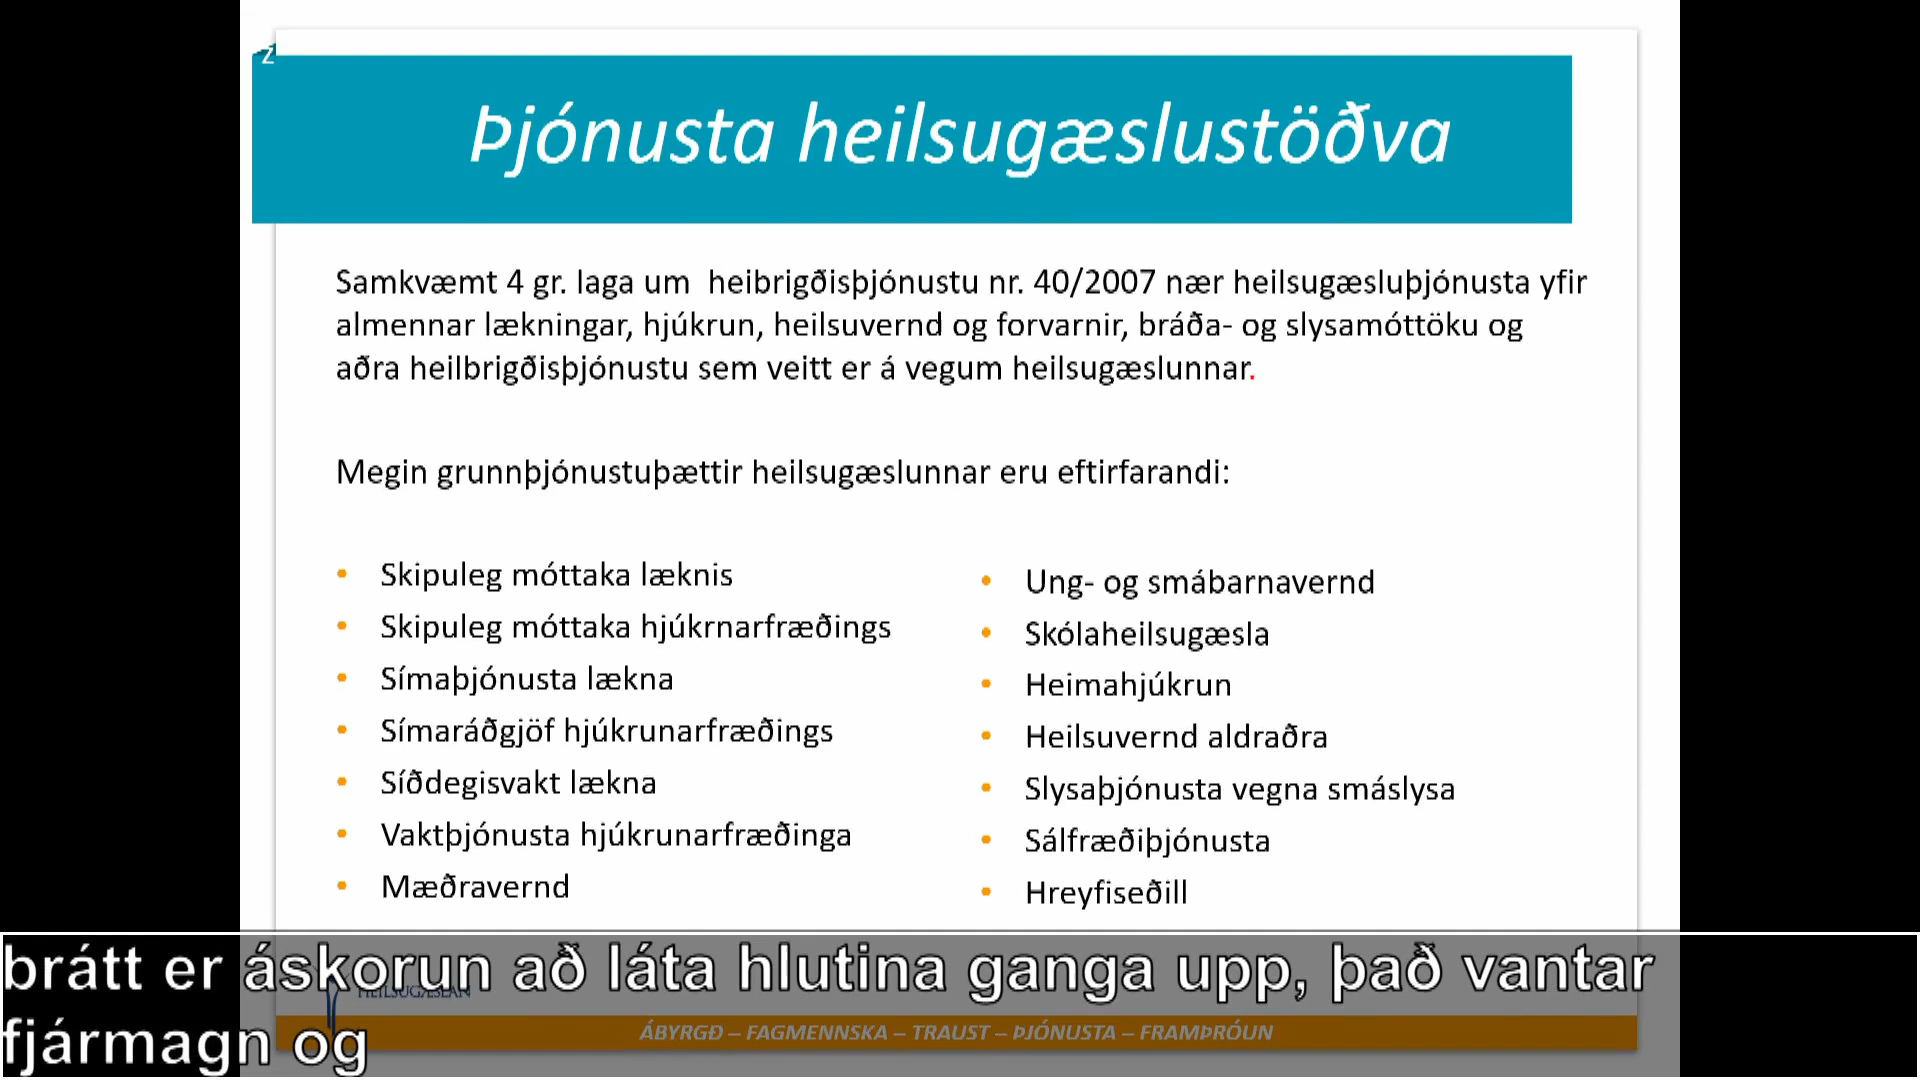 2
Þjónusta heilsugæslustöðva
Samkvæmt 4 gr. laga um heibrigðisþjónustu nr. 40/2007 nær heilsugæsluþjónusta yfir
almennar lækningar, hjúkrun, heilsuvernd og forvarnir, bráða- og slysamóttöku og
aðra heilbrigðisþjónustu sem veitt er á vegum heilsugæslunnar.
Megin grunnþjónustuþættir heilsugæslunnar eru eftirfarandi:
• Skipuleg móttaka læknis
• Skipuleg móttaka hjúkrnarfræðings
• Símaþjónusta lækna
• Símaráðgjöf hjúkrunarfræðings
• Síðdegisvakt lækna
• Vaktþjónusta hjúkrunarfræðinga
• Mæðravernd
• Ung- og smábarnavernd
• Skólaheilsugæsla
• Heimahjúkrun
• Heilsuvernd aldraðra
• Slysaþjónusta vegna smáslysa
• Sálfræðiþjónusta
• Hreyfiseðill
brátt er áskorun að láta hlutina ganga upp, það vantar
fjármagn og
HEILSUGÆSLAN
ÁBYRGÐ – FAGMENNSKA – TRAUST – ÞJÓNUSTA – FRAMÞRÓUN